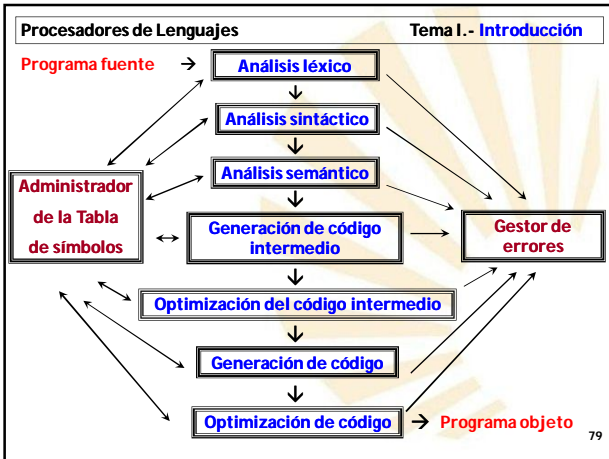 Procesadores de Lenguajes Tema I.- Introducción
Programa fuente → Análisis léxico
Análisis sintáctico
Análisis semántico
Administrador
de la Tabla
de símbolos
Generación de código
intermedio
Gestor de
errores
Optimización del código intermedio
Generación de código
Optimización de código → Programa objeto
79